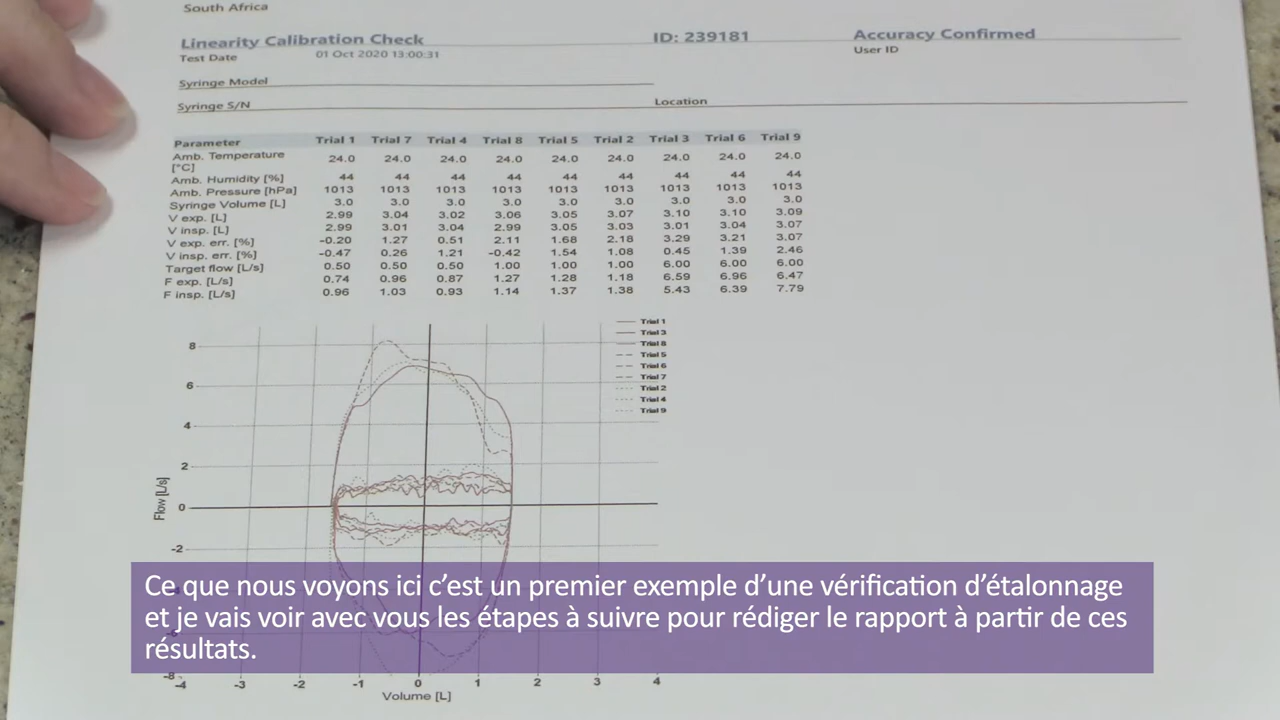 South Africa
Linearity Calibration Check ID: 239181 Accuracy Confirmed
Test Date 01 Oct 2020 13:00:31 User ID
Syringe Model
Syringe S/N Location
Parameter Trial 1 Trial 7 Trial 4 Trial 8 Trial 5 Trial 2 Trial 3 Trial 6 Trial 9
Amb. Temperature
[°C] 24.0 24.0 24.0 24.0 24.0 24.0 24.0 24.0 24.0
Amb. Humidity [%] 44 44 44 44 44 44 44 44 44
Amb. Pressure [hPa] 1013 1013 1013 1013 1013 1013 1013 1013 1013
Syringe Volume [L] 3.0 3.0 3.0 3.0 3.0 3.0 3.0 3.0 3.0
V exp. [L] 2.99 3.04 3.02 3.06 3.05 3.07 3.10 3.10 3.09
V insp. [L] 2.99 3.01 3.04 2.99 3.05 3.03 3.01 3.04 3.07
V exp. err. [%] -0.20 1.27 0.51 2.11 1.68 2.18 3.29 3.21 3.07
V insp. err. [%] -0.47 0.26 1.21 -0.42 1.54 1.08 0.45 1.39 2.46
Target flow [L/s] 0.50 0.50 0.50 1.00 1.00 1.00 6.00 6.00 6.00
F exp. [L/s] 0.74 0.96 0.87 1.27 1.28 1.18 6.59 6.96 6.47
F insp. [L/s] 0.96 1.03 0.93 1.14 1.37 1.38 5.43 6.39 7.79
Trial 1
Trial 3
Trial 8
Trial 5
Trial 6
Trial 7
Trial 2
Trial 4
Trial 9
8
6
4
2
Flow [L/s]
0
-2
Ce que nous voyons ici c'est un premier exemple d'une vérification d'étalonnage
et je vais voir avec vous les étapes à suivre pour rédiger le rapport à partir de ces
résultats.
-8
-4 -3 -2 -1 0 1 2 3 4
Volume [L]